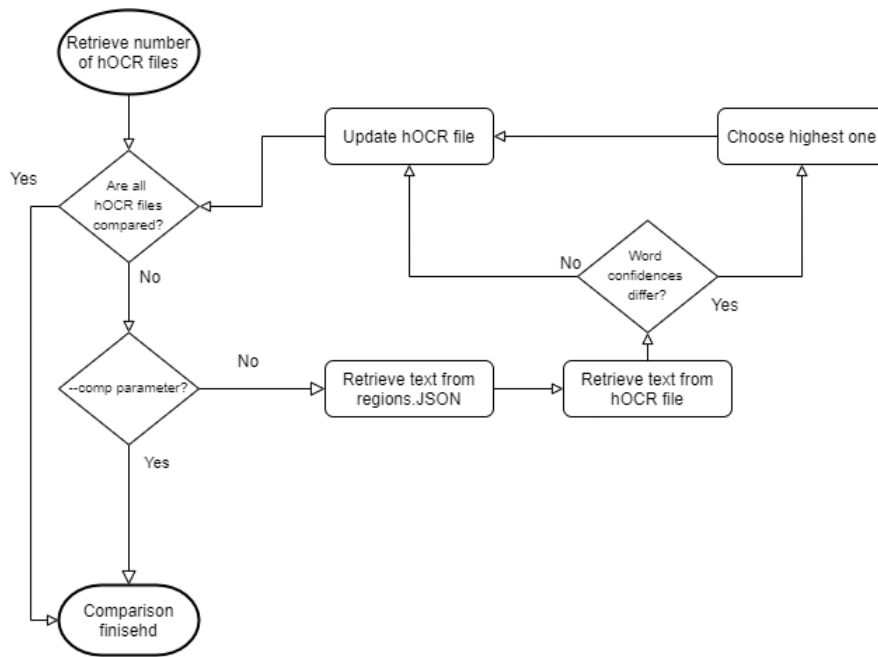 Retrieve number
of hOCR files
Update hOCR file
Choose highest one
Yes
Are all
hOCR files
compared?
No
Word
confidences
differ?
No
Yes
--comp parameter?
No
Retrieve text from
regions.JSON
Retrieve text from
hOCR file
Yes
Comparison
finisehd